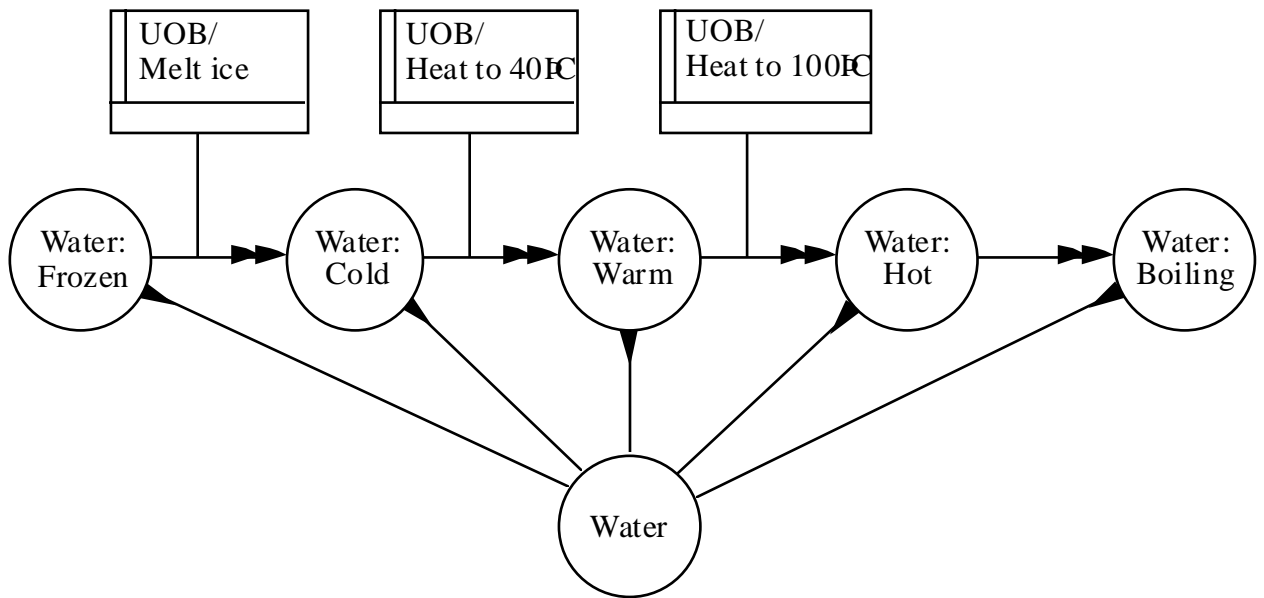 UOB/
Melt ice
UOB/
Heat to 40
UOB/
Heat to 100
Water:
Frozen
Water:
Cold
Water:
Warm
Water:
Hot
Water:
Boiling
Water